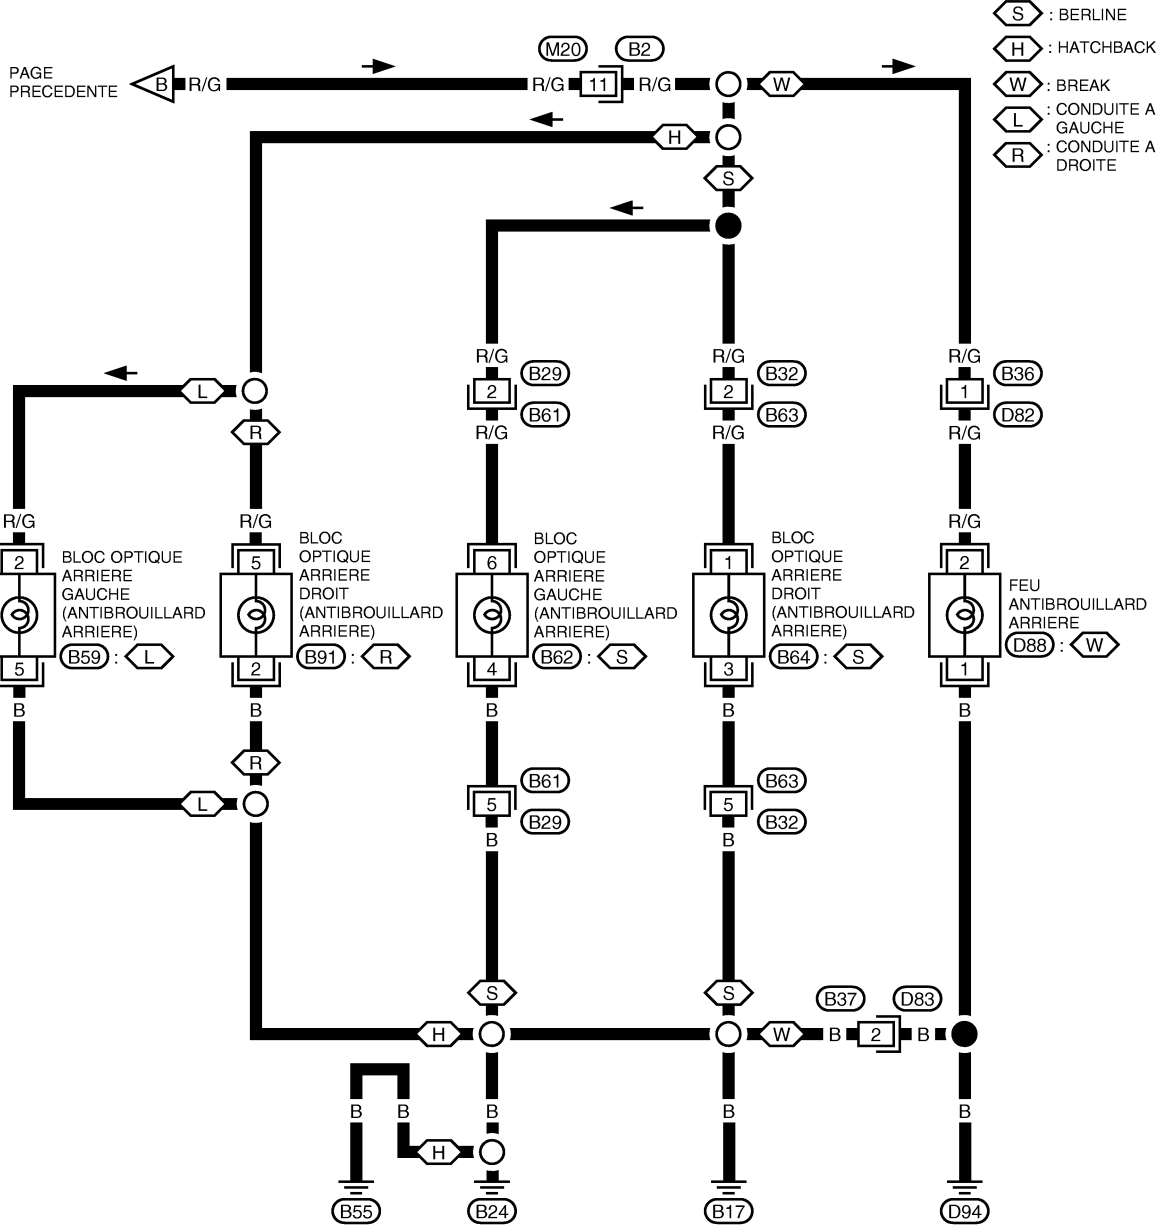 S : BERLINE
H : HATCHBACK
W : BREAK
L : CONDUITE A
GAUCHE
R : CONDUITE A
DROITE
M20 B2
PAGE
PRECEDENTE
B R/G R/G 11 R/G W
H
S
R/G R/G R/G
B29 B32 B36
2 2 1
L
B61 B63 D82
R R/G R/G R/G
R/G R/G R/G
2 5 6 1 2
BLOC OPTIQUE
ARRIERE
GAUCHE
(ANTIBROUILLARD
ARRIERE)
B59 : L
BLOC
OPTIQUE
ARRIERE
DROIT
(ANTIBROUILLARD
ARRIERE)
B91 : R
BLOC
OPTIQUE
ARRIERE
GAUCHE
(ANTIBROUILLARD
ARRIERE)
B62 : S
BLOC
OPTIQUE
ARRIERE
DROIT
(ANTIBROUILLARD
ARRIERE)
B64 : S
FEU
ANTIBROUILLARD
ARRIERE
D88 : W
5 2 4 3 1
B B B B B
R
B61 B63
L 5 5
B29 B32
B B
S S
B37 D83
H W B 2 B
B B B B B
H
B55 B24 B17 D94